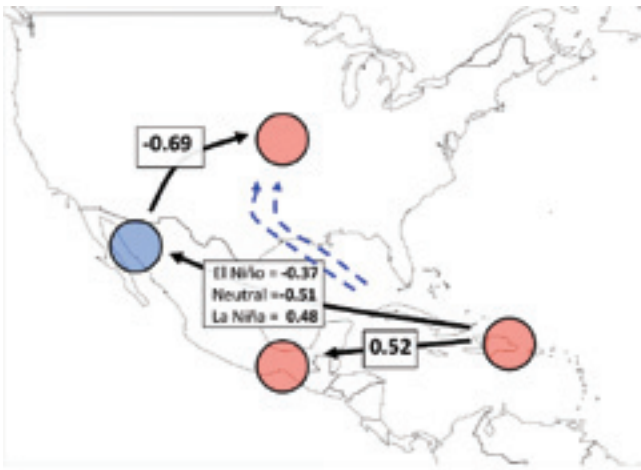 -0.69
El Niño = -0.37
Neutral =-0.51
La Niña = 0.48
0.52